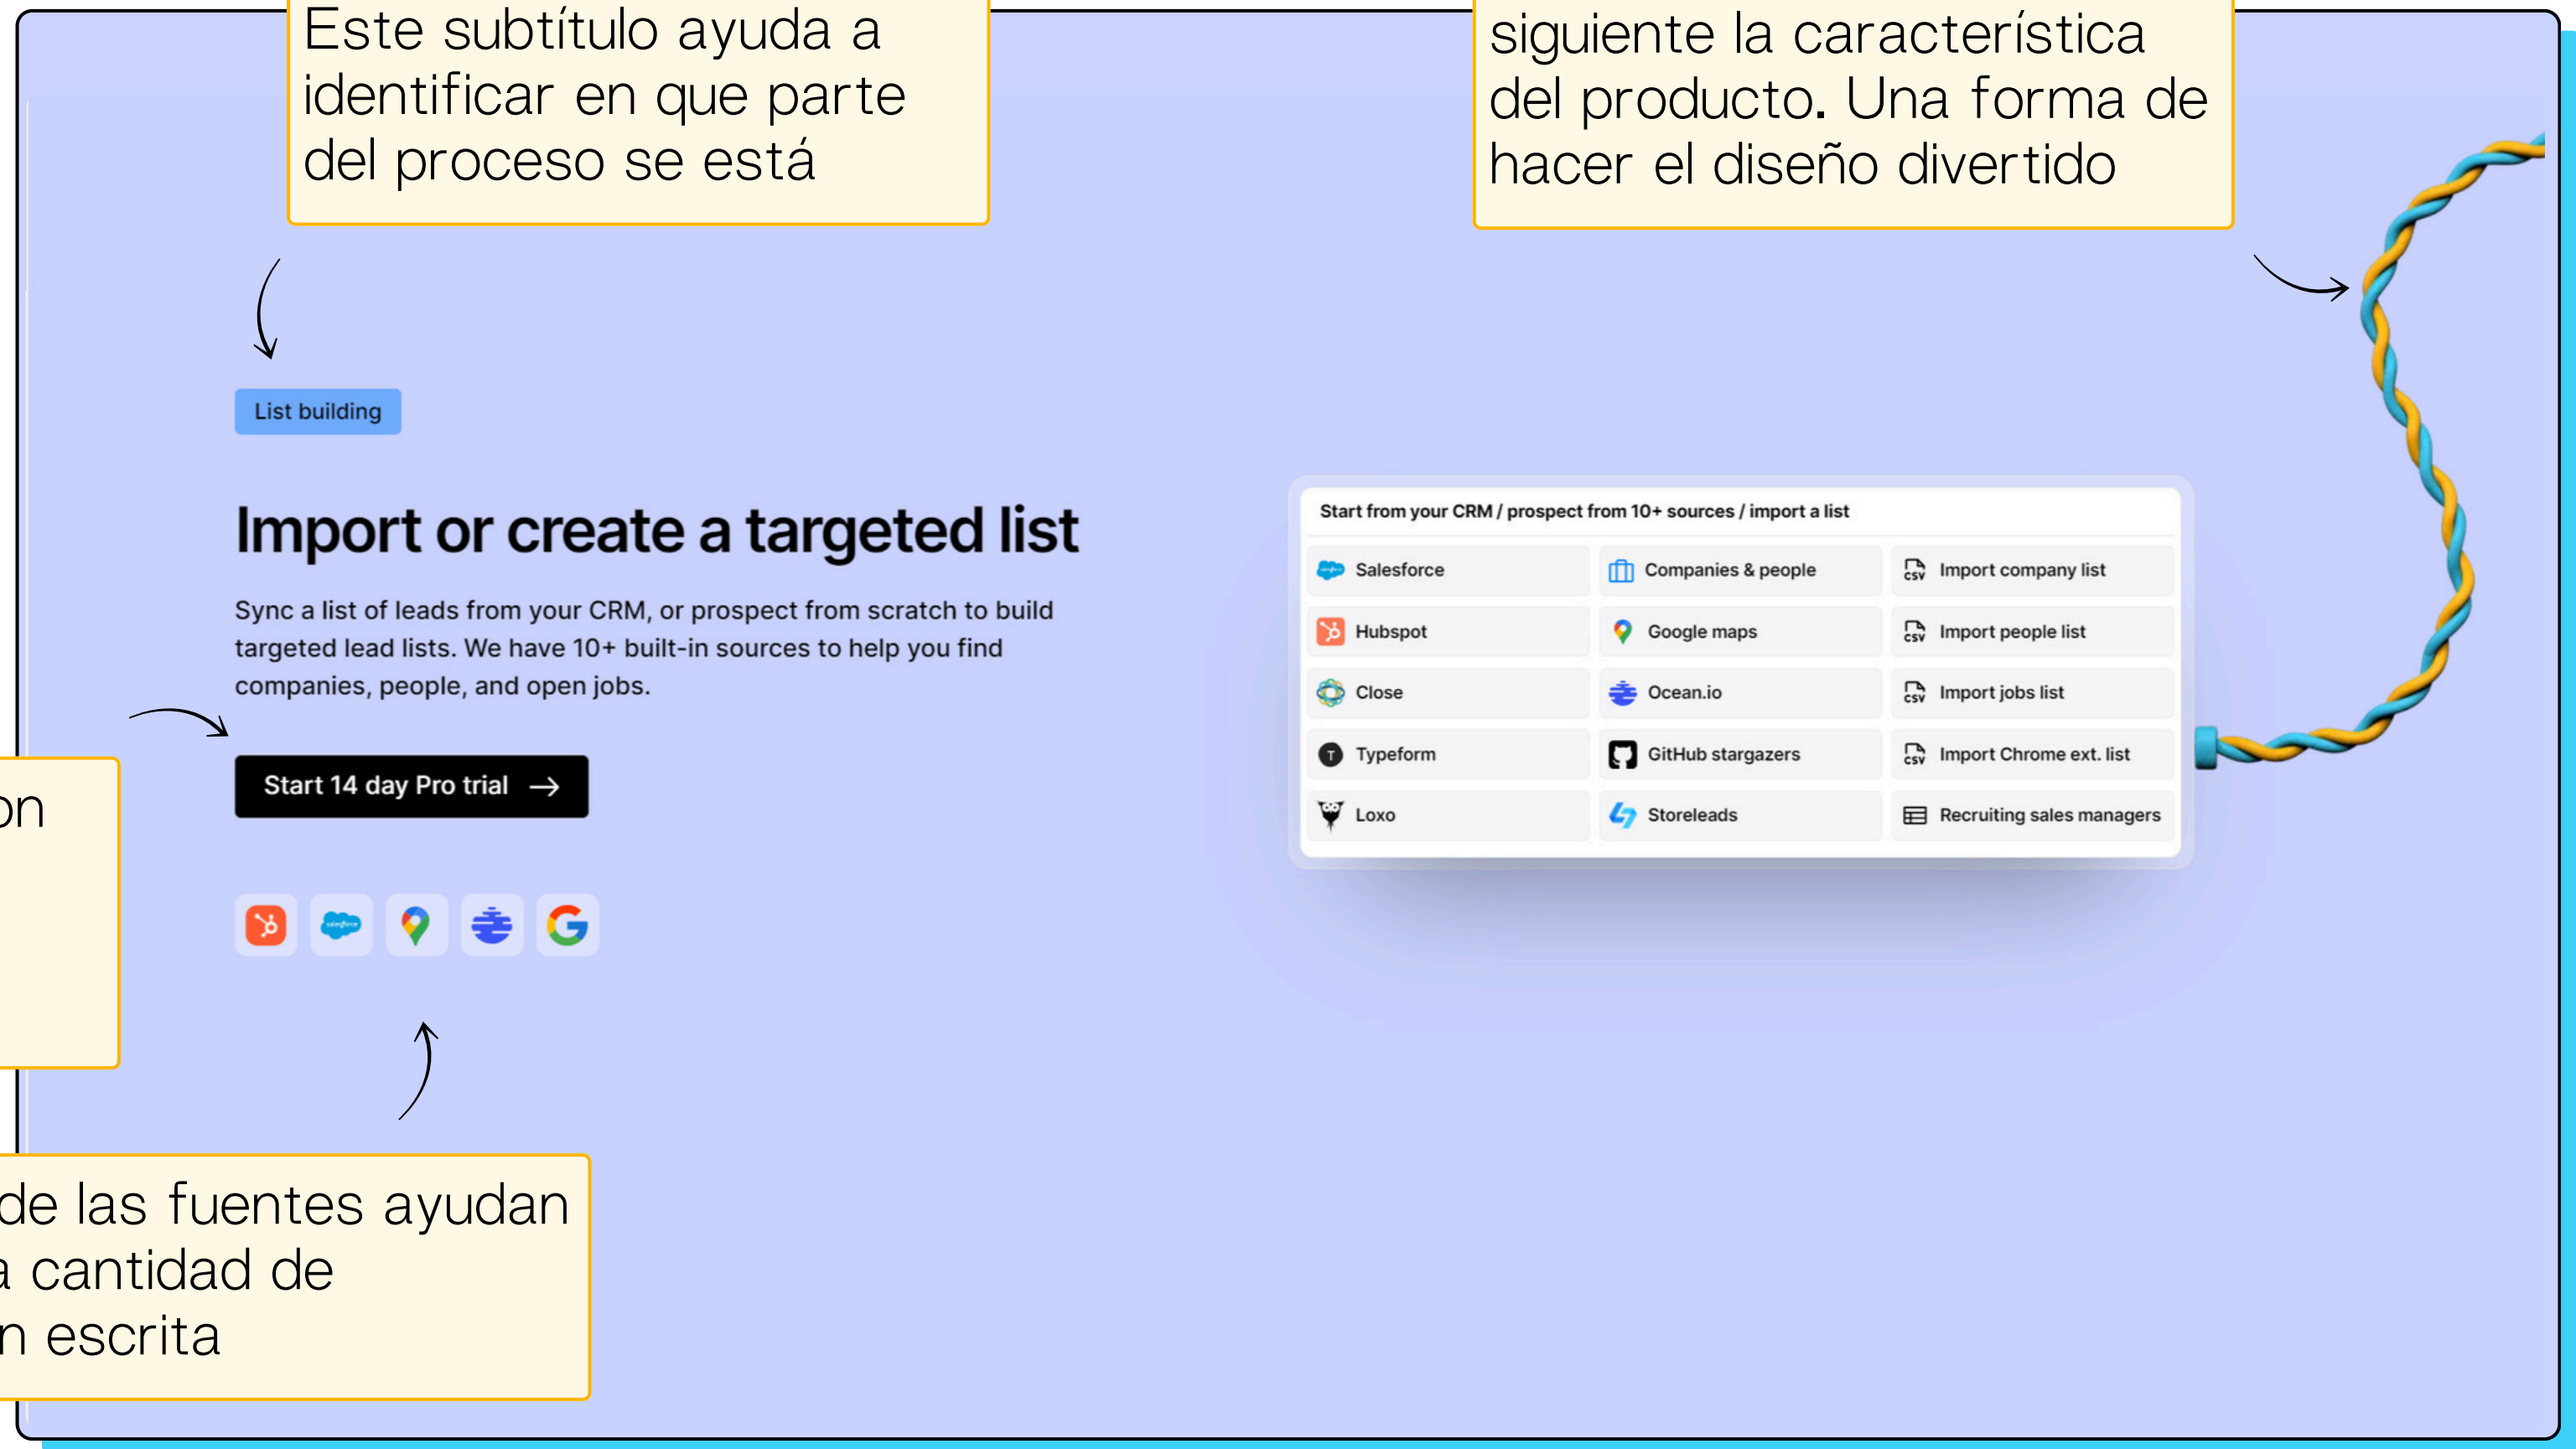 Este subtítulo ayuda a
identificar en que parte
del proceso se está
siguiente la característica
del producto. Una forma de
hacer el diseño divertido
List building
Import or create a targeted list
Sync a list of leads from your CRM, or prospect from scratch to build
targeted lead lists. We have 10+ built-in sources to help you find
companies, people, and open jobs.
Start 14 day Pro trial →
on
de las fuentes ayudan
a cantidad de
n escrita
Start from your CRM / prospect from 10+ sources / import a list
Salesforce
Companies & people
CSV Import company list
Hubspot
Google maps
CSV Import people list
Close
Ocean.io
CSV Import jobs list
T Typeform
GitHub stargazers
CSV Import Chrome ext. list
Loxo
Storeleads
Recruiting sales managers